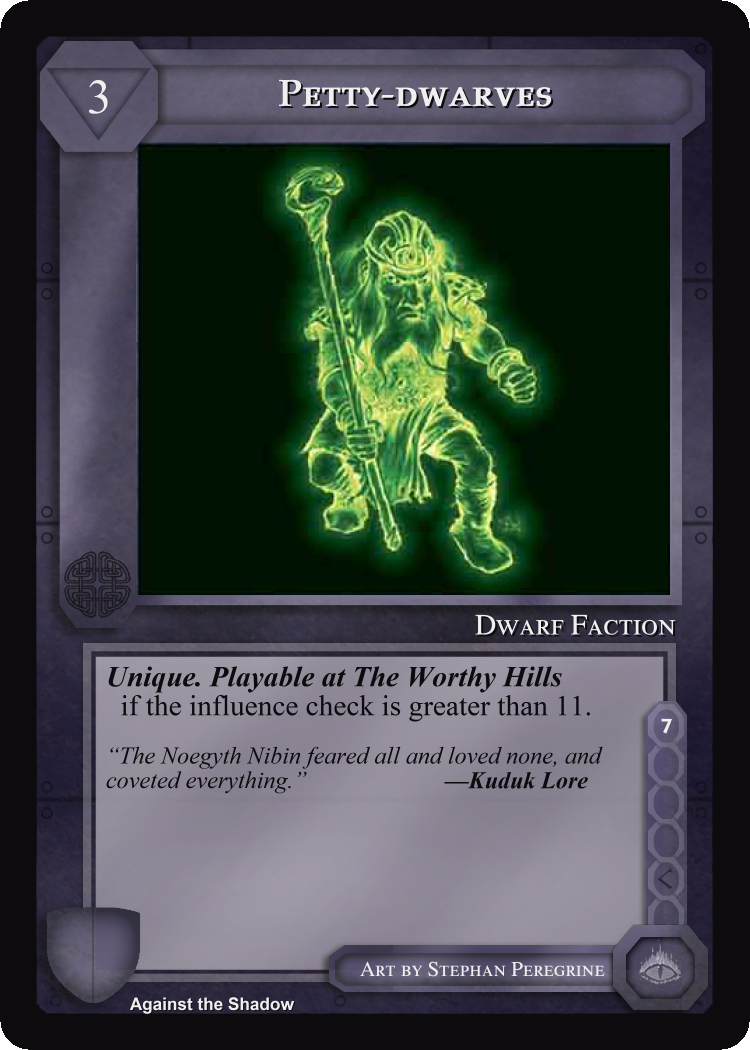 3
Petty-dwarves
Dwarf Faction
Unique. Playable at The Worthy Hills
if the influence check is greater than 11.
“The Noegyth Nibin feared all and loved none, and
coveted everything.” —Kuduk Lore
7
<
Art by Stephan Peregrine
Against the Shadow